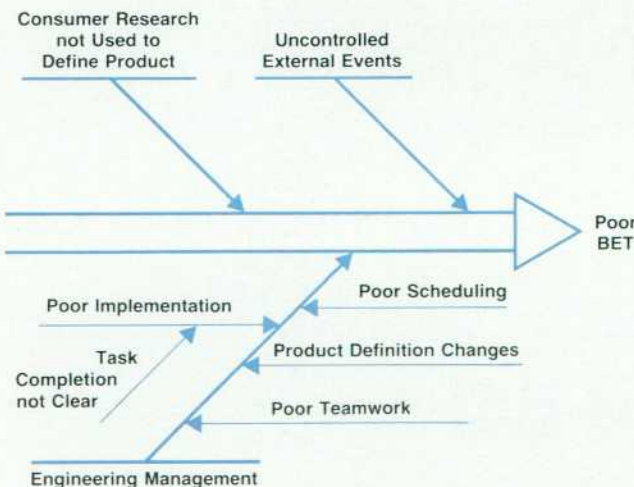 Consumer Research
not Used to
Define Product
Uncontrolled
External Events
Poor
BET
Poor Scheduling
Poor Implementation
Task
Completion
not Clear
Product Definition Changes
Poor Teamwork
Engineering Management